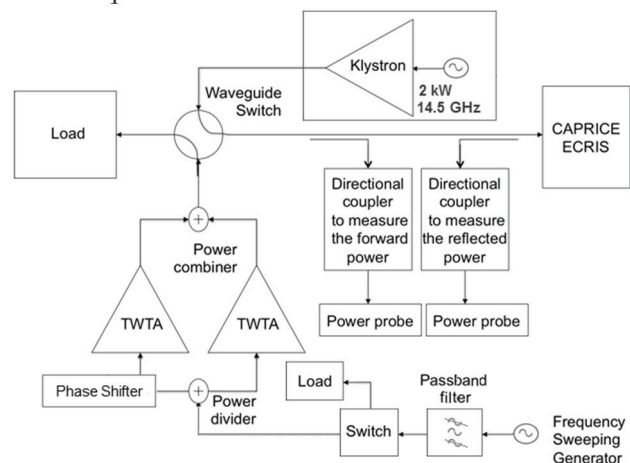 Klystron
2 kW
14.5 GHz
Waveguide
Switch
Load
CAPRICE
ECRIS
Directional
coupler
to measure
the forward
power
Directional
coupler
to measure
the reflected
power
Power
combiner
TWTA
TWTA
Power probe
Power probe
Phase Shifter
Power
divider
Load
Passband
filter
Switch
Frequency
Sweeping
Generator